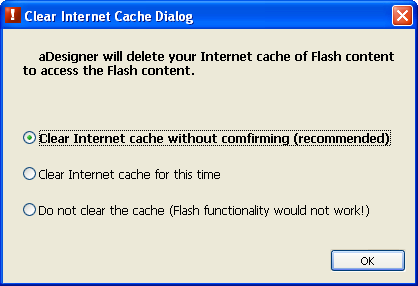 Clear Internet Cache Dialog
aDesigner will delete your Internet cache of Flash content
to access the Flash content.
Clear Internet cache without comfirming (recommended)
Clear Internet cache for this time
Do not clear the cache (Flash functionality would not work!)
OK